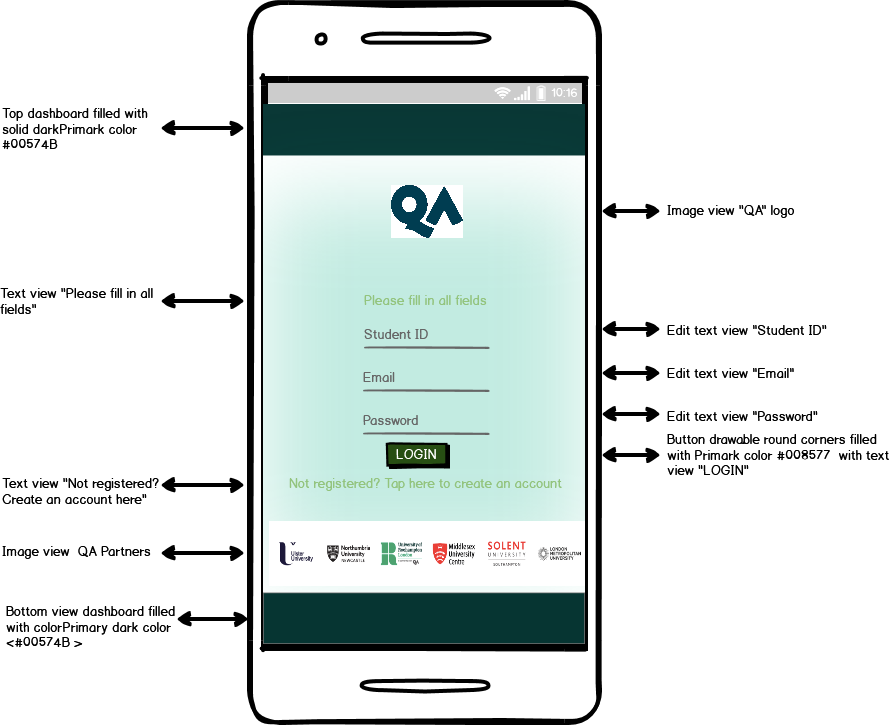 10:16
Top dashboard filled with
solid darkPrimark color
#00574B
QA
Image view "QA" logo
Text view "Please fill in all
fields"
Please fill in all fields
Student ID
Edit text view "Student ID"
Email
Edit text view "Email"
Password
Edit text view "Password"
LOGIN
Button drawable round corners filled
with Primark color #008577 with text
view "LOGIN"
Text view "Not registered?
Create an account here"
Not registered? Tap here to create an account
Image view QA Partners
Ulster
University
Northumbria
University
NEWCASTLE
University of
Roehampton
London
QA
Middlesex
University
Centre
SOLENT
UNIVERSITY
SOUTHAMPTON
LONDON
METROPOLITAN
UNIVERSITY
Bottom view dashboard filled
with colorPrimary dark color
<#00574B >